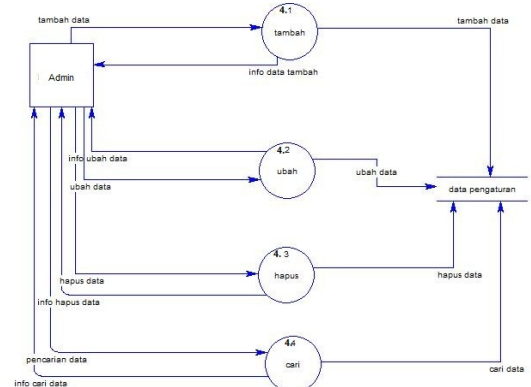 tambah data
4.1
tambah
tambah data
info data tambah
Admin
info ubah data
4.2
ubah
ubah data
ubah data
data pengaturan
4.3
hapus
hapus data
hapus data
info hapus data
4.4
cari
pencarian data
cari data
info cari data